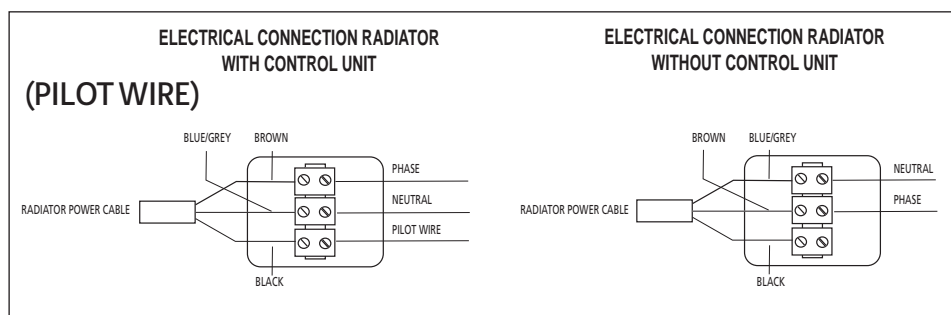 ELECTRICAL CONNECTION RADIATOR
WITH CONTROL UNIT
(PILOT WIRE)
BLUE/GREY
BROWN
PHASE
NEUTRAL
PILOT WIRE
RADIATOR POWER CABLE
BLACK
ELECTRICAL CONNECTION RADIATOR
WITHOUT CONTROL UNIT
BROWN
BLUE/GREY
NEUTRAL
PHASE
RADIATOR POWER CABLE
BLACK